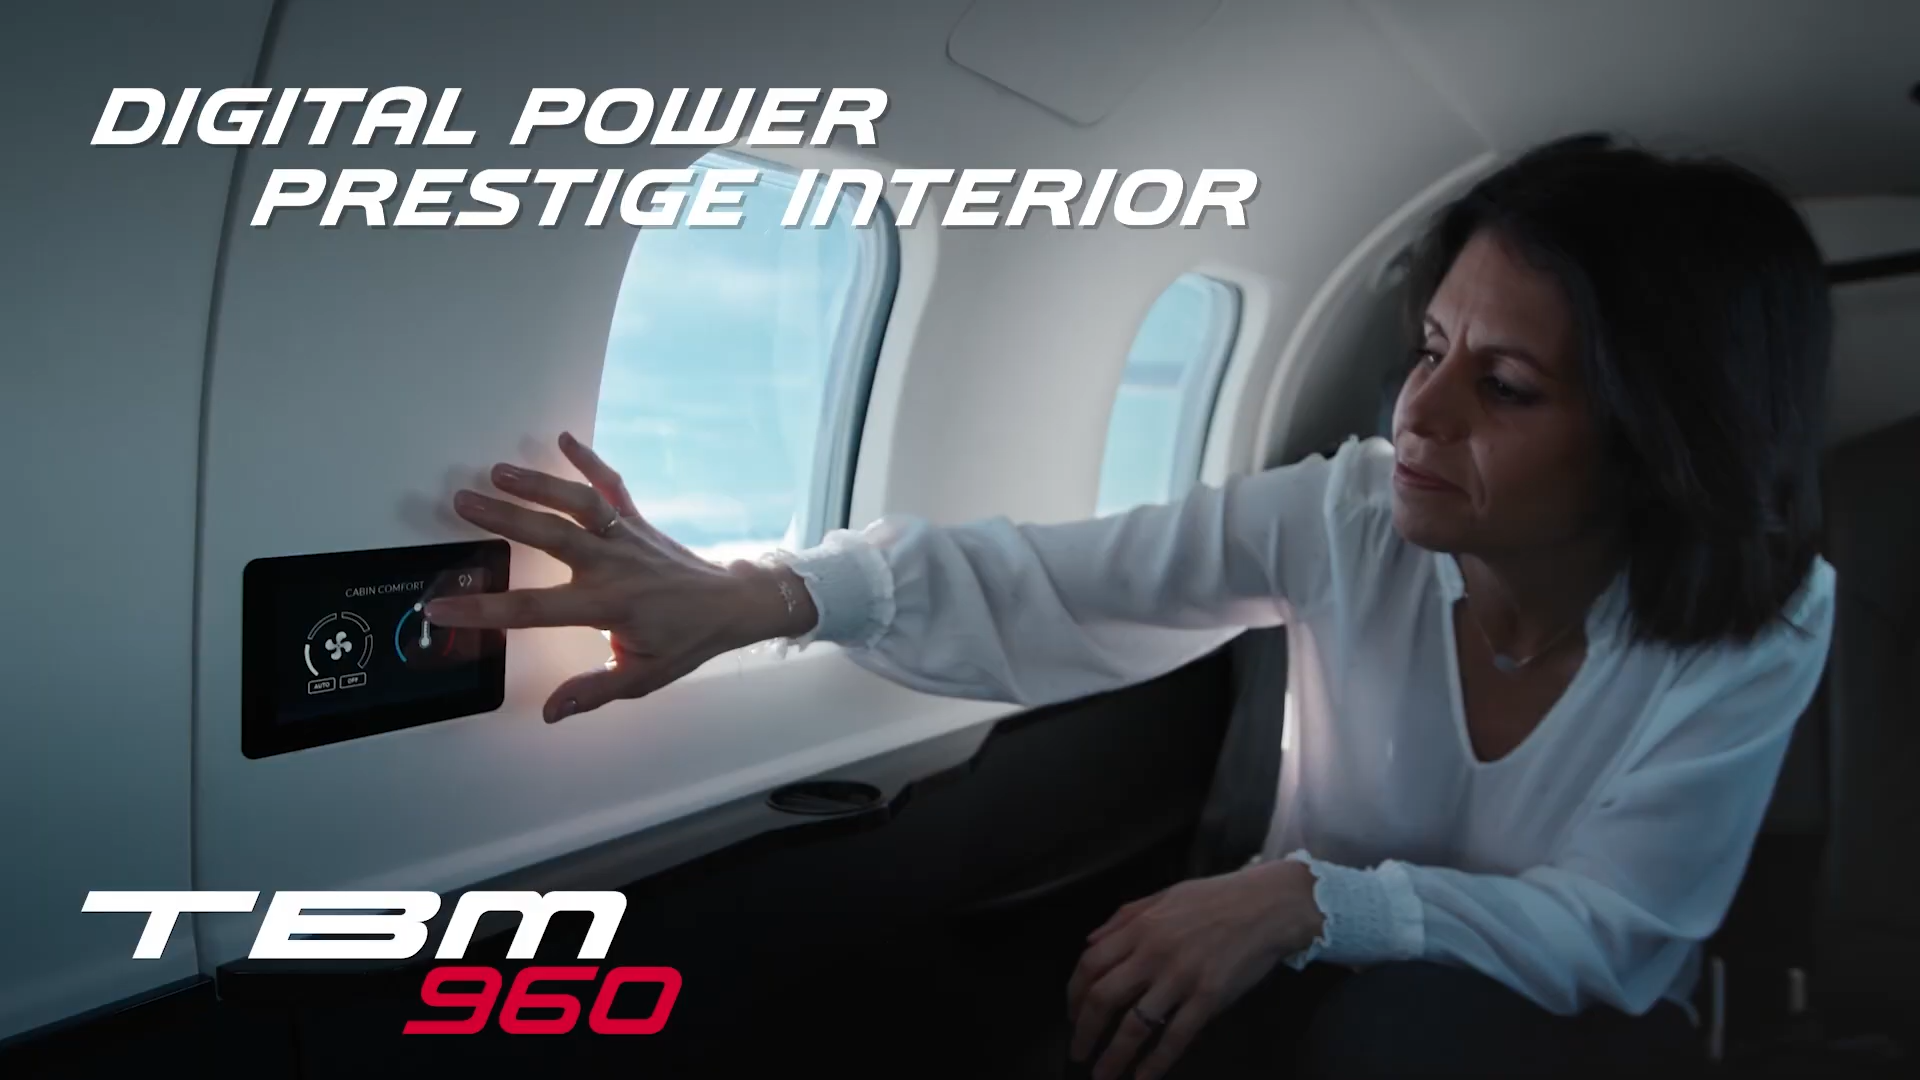 DIGITAL POWER
PRESTIGE INTERIOR
CABIN COMFORT
AUTO OFF
TBM
960